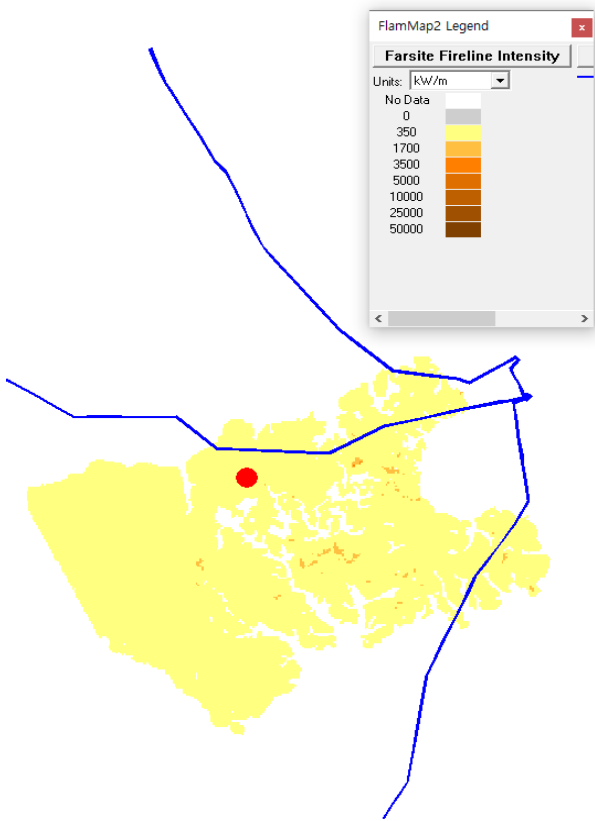 FlamMap2 Legend x
Farsite Fireline Intensity
Units: kW/m
No Data
0
350
1700
3500
5000
10000
25000
50000